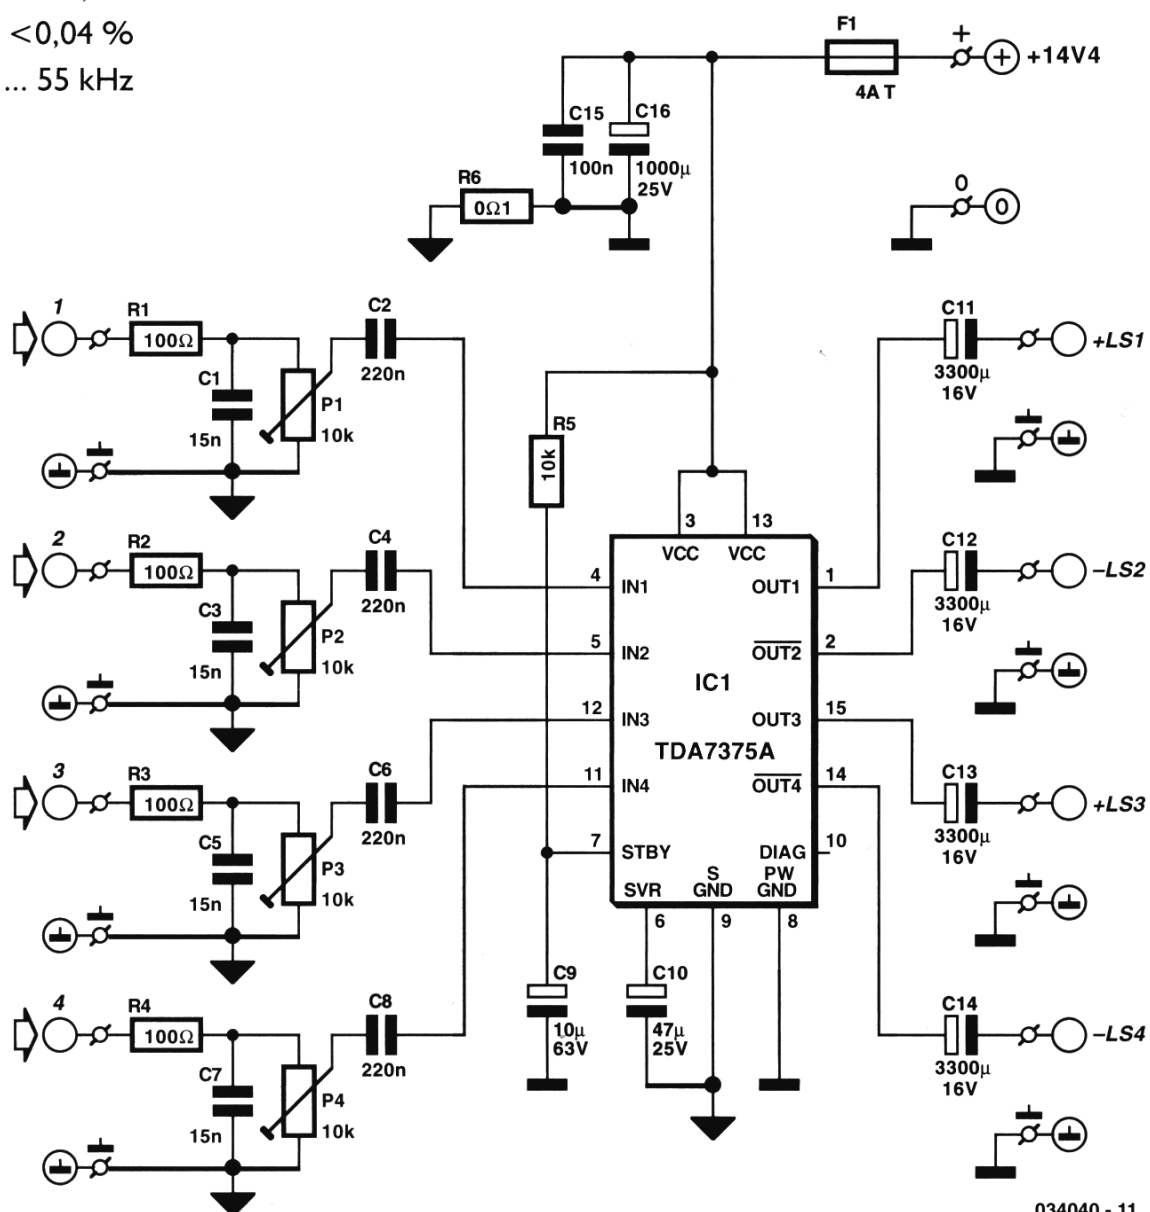 <0,04 %
... 55 kHz
F1
+
+
+14V4
4A T
C15
C16
100n
1000µ
25V
R6
0Ω1
0
0
1
R1
100Ω
C2
220n
C1
15n
P1
10k
C11
3300µ
16V
+LS1
R5
10k
2
R2
100Ω
C4
220n
C3
15n
P2
10k
C12
3300µ
16V
–LS2
3
13
VCC
VCC
4
IN1
OUT1
1
5
IN2
OUT2
2
IC1
12
IN3
OUT3
15
TDA7375A
11
IN4
OUT4
14
7
STBY
DIAG
10
SVR
S
GND
PW
GND
6
9
8
3
R3
100Ω
C6
220n
C5
15n
P3
10k
C13
3300µ
16V
+LS3
C9
10µ
63V
C10
47µ
25V
4
R4
100Ω
C8
220n
C7
15n
P4
10k
C14
3300µ
16V
–LS4
034040 - 11